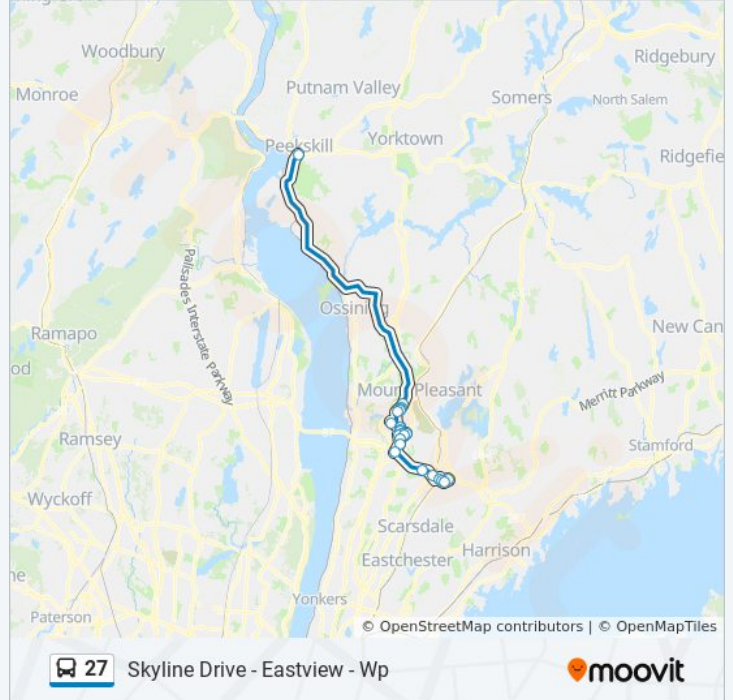 Woodbury
Ridgebury
Putnam Valley
Monroe
Somers
North Salem
Peekskill
Yorktown
Ridgefie
Palisades Interstate Parkway
Ossining
New Can
Ramapo
od
Mount Pleasant
Merritt Parkway
Ramsey
Stamford
Wyckoff
Scarsdale
Harrison
Eastchester
ne
Yonkers
Paterson
© OpenStreetMap contributors | © OpenMapTiles
27 Skyline Drive - Eastview - Wp
moovit